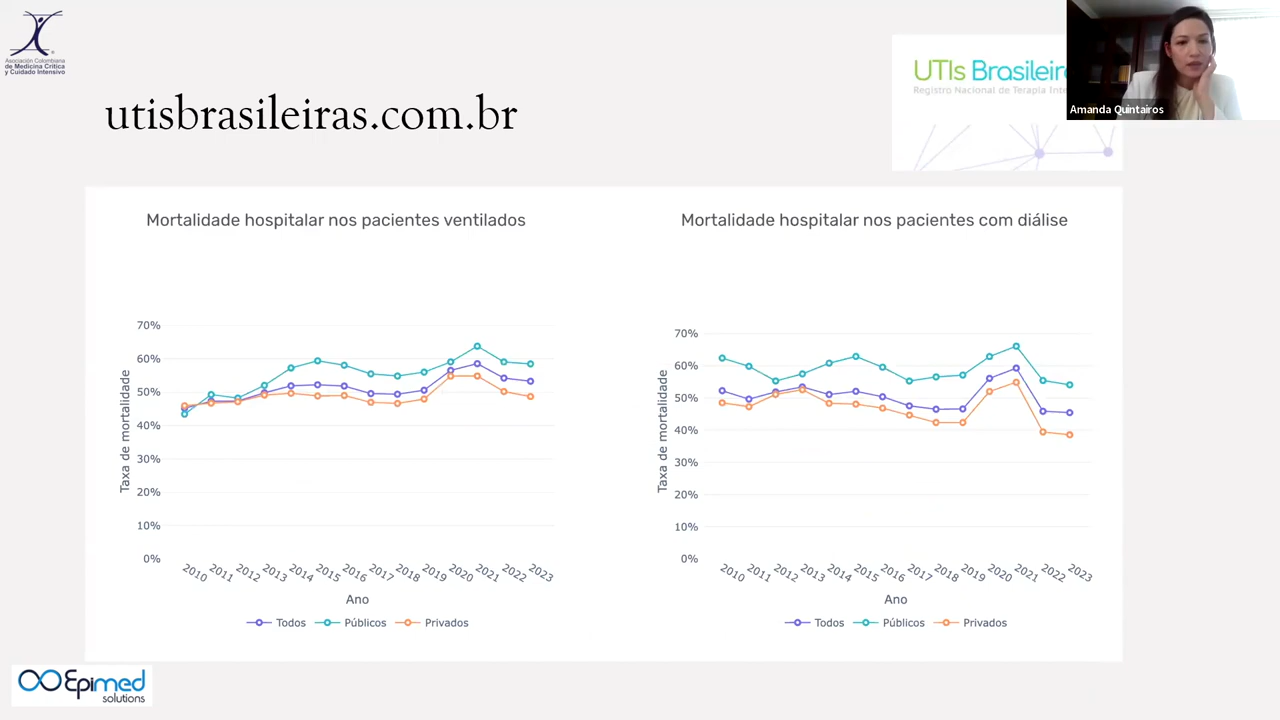 Asociación Colombiana
de Medicina Crítica
y Cuidado Intensivo
utisbrasileiras.com.br
UTIs Brasileir
Registro Nacional de Terapia Inte
Amanda Quintairos
Mortalidade hospitalar nos pacientes ventilados
70%
60%
50%
40%
30%
20%
10%
0%
Taxa de mortalidade
2010 2011 2012 2013 2014 2015 2016 2017 2018 2019 2020 2021 2022 2023
Ano
Todos Públicos Privados
Mortalidade hospitalar nos pacientes com diálise
70%
60%
50%
40%
30%
20%
10%
0%
Taxa de mortalidade
2010 2011 2012 2013 2014 2015 2016 2017 2018 2019 2020 2021 2022 2023
Ano
Todos Públicos Privados
Epimed
solutions